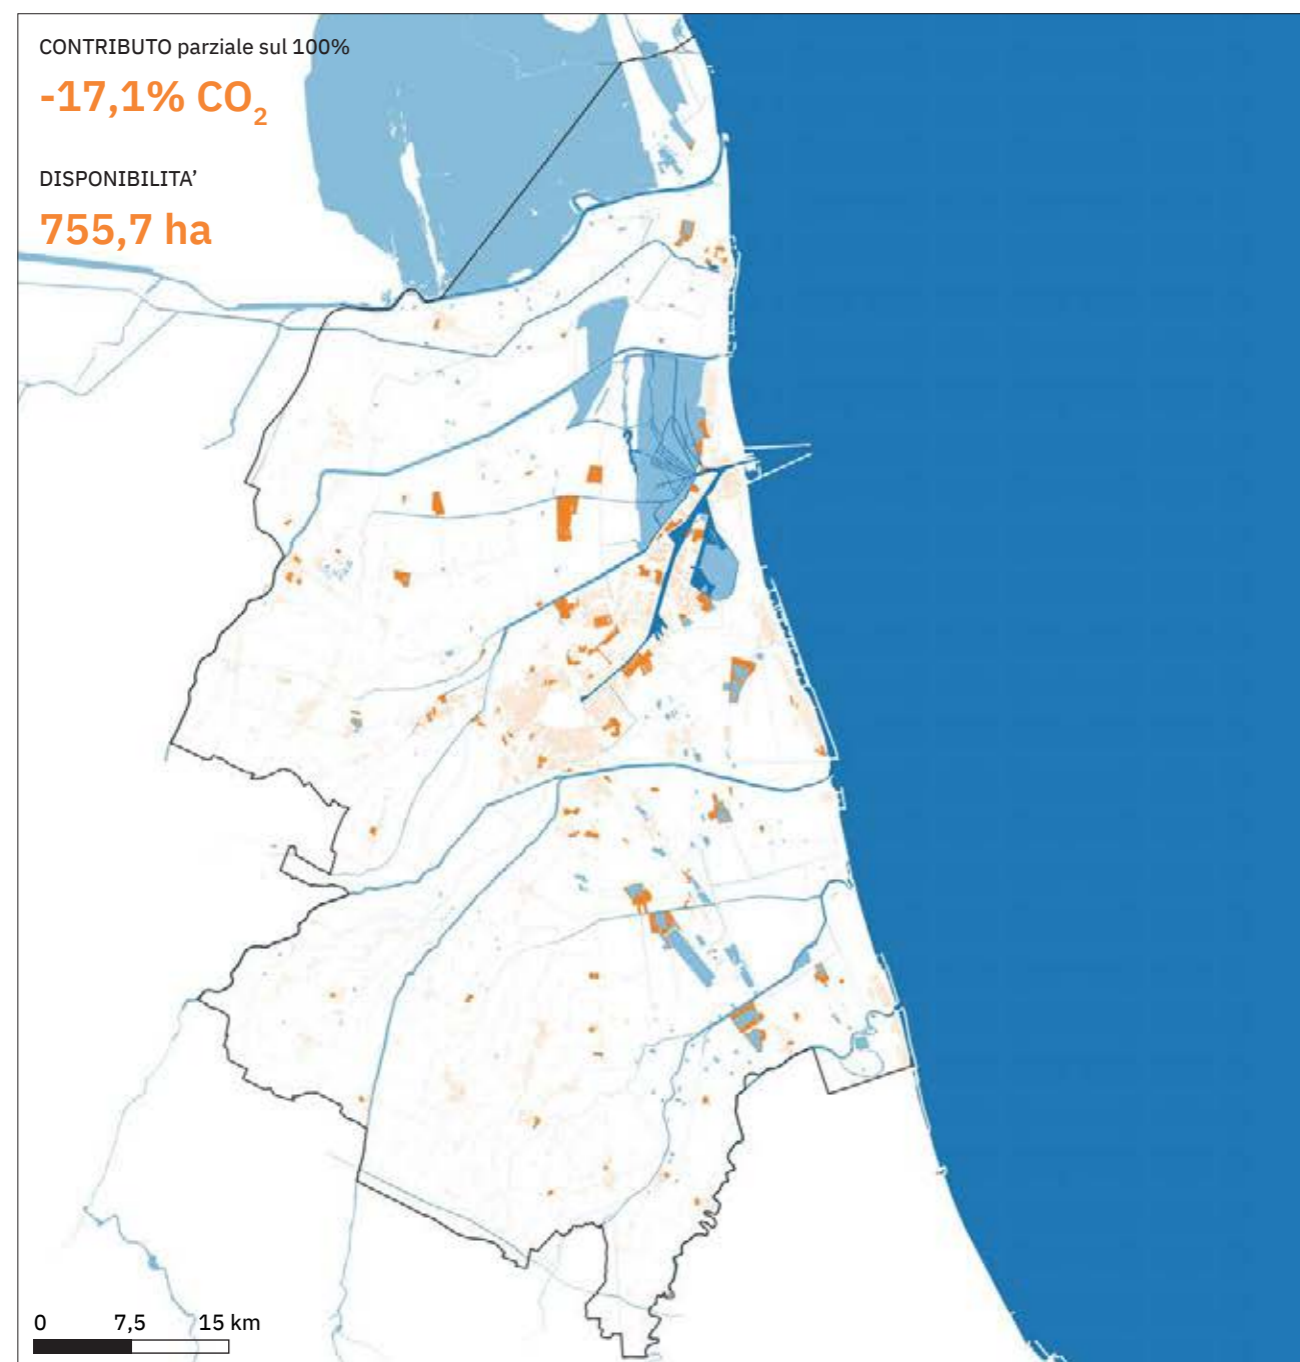 CONTRIBUTO parziale sul 100%
-17,1% CO₂
DISPONIBILITA’
755,7 ha
0 7,5 15 km